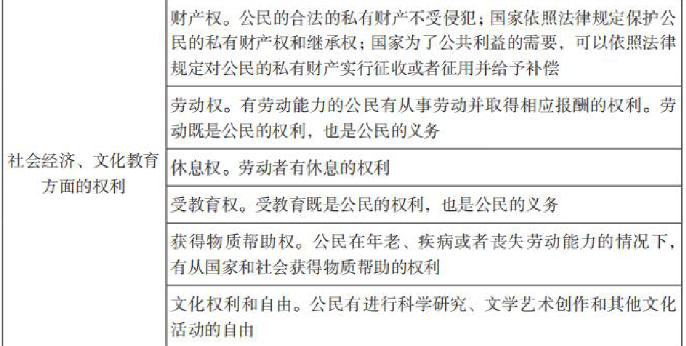 社会经济、文化教育
方面的权利
财产权。公民的合法的私有财产不受侵犯；国家依照法律规定保护公
民的私有财产权和继承权；国家为了公共利益的需要，可以依照法律
规定对公民的私有财产实行征收或者征用并给予补偿
劳动权。有劳动能力的公民有从事劳动并取得相应报酬的权利。劳
动既是公民的权利，也是公民的义务
休息权。劳动者有休息的权利
受教育权。受教育既是公民的权利，也是公民的义务
获得物质帮助权。公民在年老、疾病或者丧失劳动能力的情况下，
有从国家和社会获得物质帮助的权利
文化权利和自由。公民有进行科学研究、文学艺术创作和其他文化
活动的自由